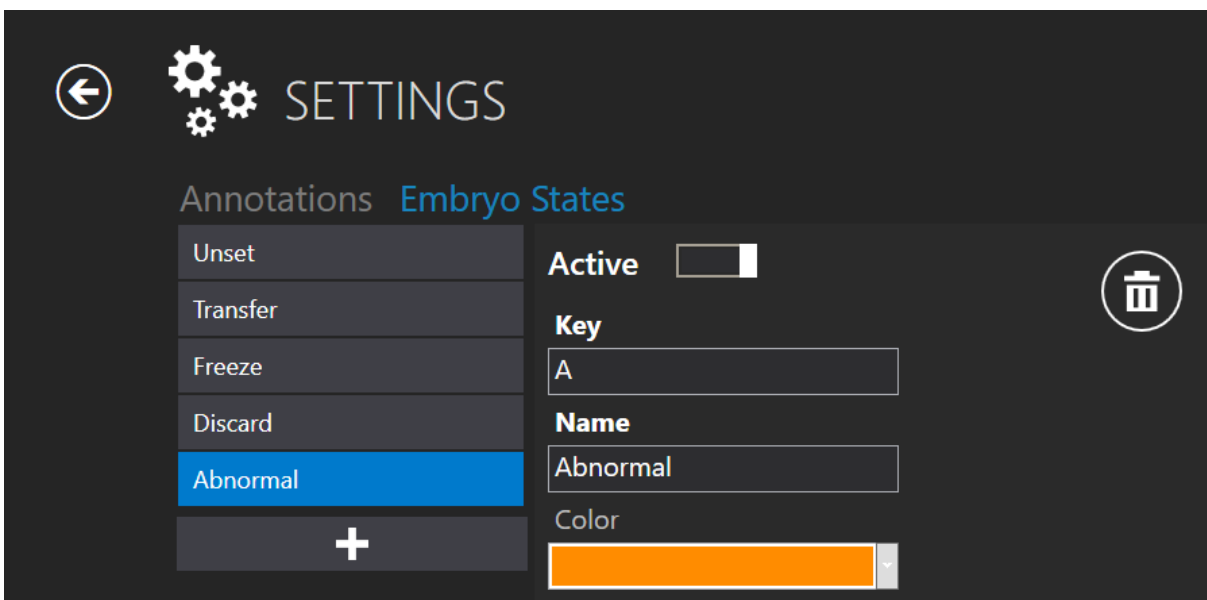 SETTINGS
Annotations Embryo States
Unset
Transfer
Freeze
Discard
Abnormal
Active
Key
A
Name
Abnormal
Color